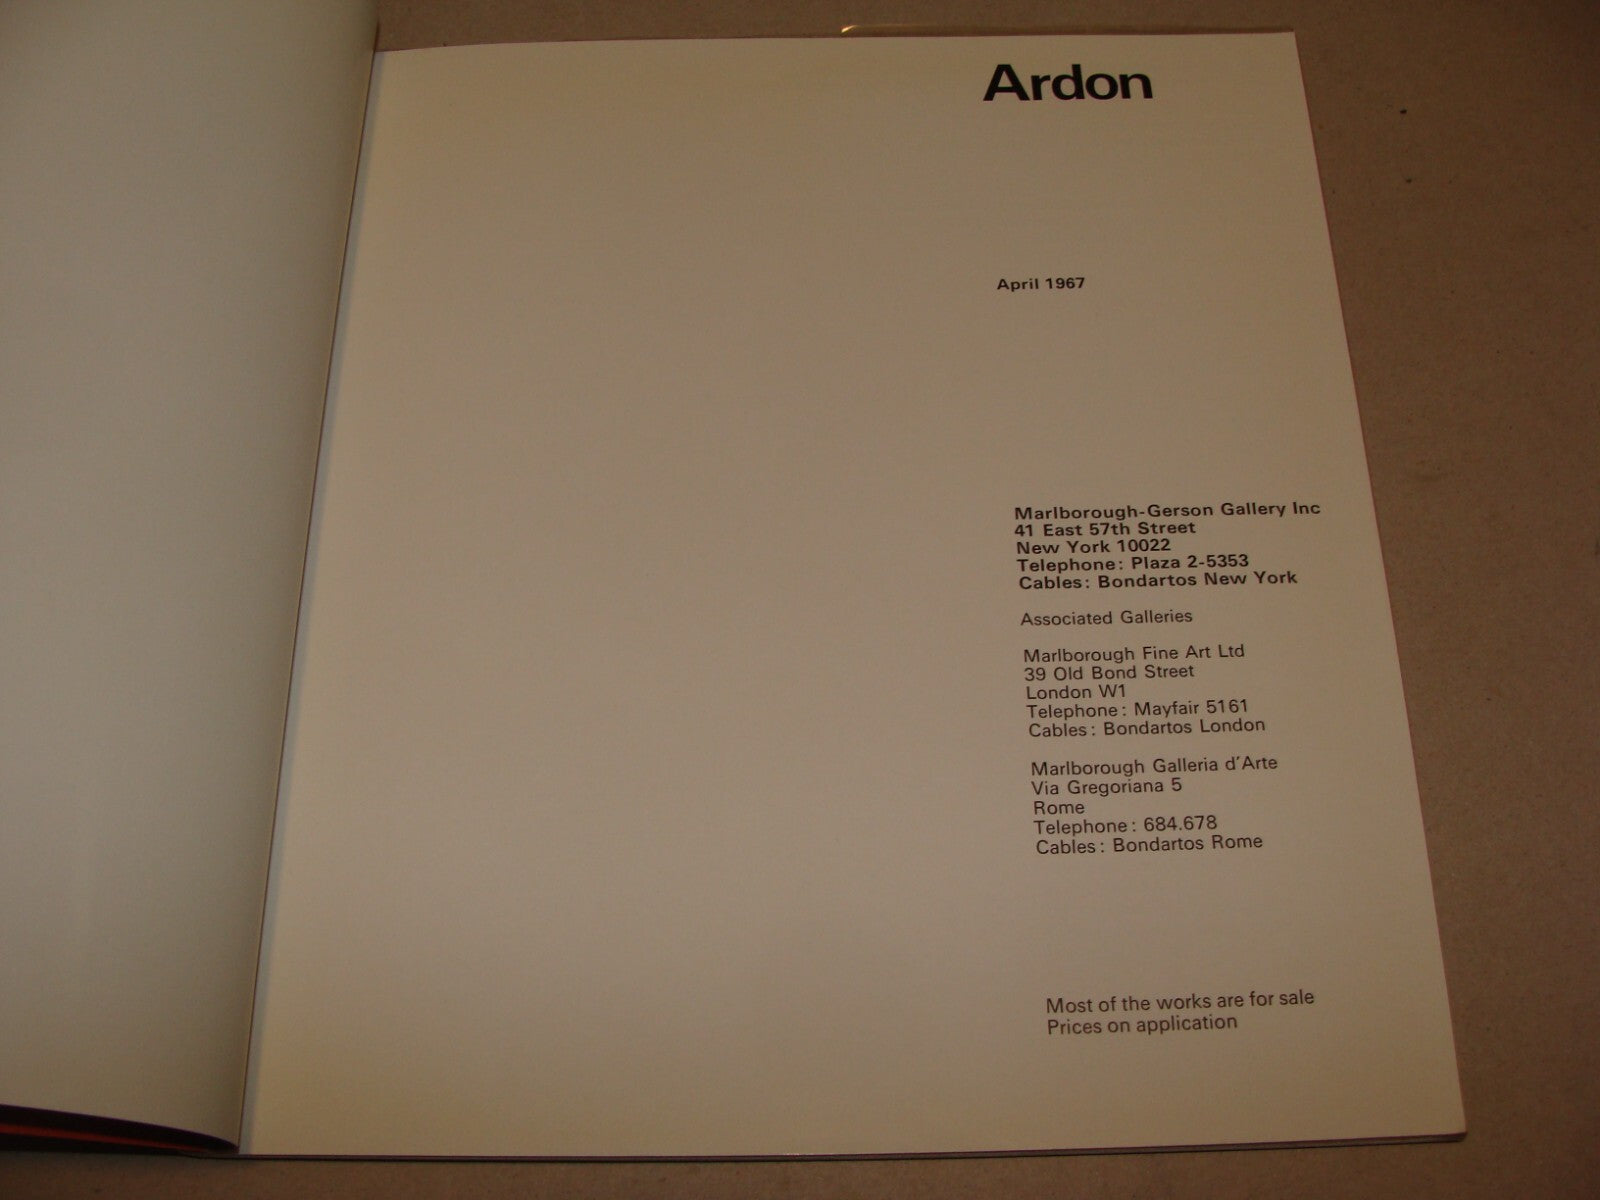 Ardon
April 1967
Marlborough-Gerson Gallery Inc
41 East 57th Street
New York 10022
Telephone: Plaza 2-5353
Cables: Bondartos New York
Associated Galleries
Marlborough Fine Art Ltd
39 Old Bond Street
London W1
Telephone: Mayfair 5161
Cables: Bondartos London
Marlborough Galleria d'Arte
Via Gregoriana 5
Rome
Telephone: 684.678
Cables: Bondartos Rome
Most of the works are for sale
Prices on application